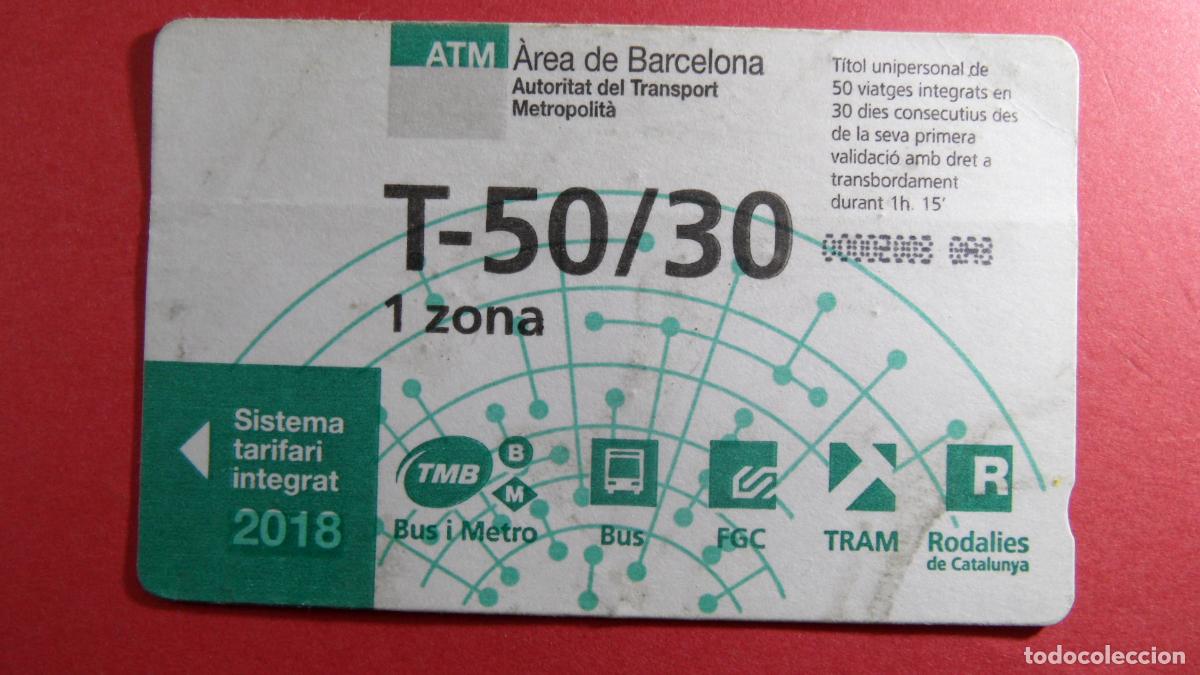 ATM
Àrea de Barcelona
Autoritat del Transport
Metropolità
Títol unipersonal de
50 viatges integrats en
30 dies consecutius des
de la seva primera
validació amb dret a
transbordament
durant 1h. 15'
T-50/30
1 zona
Sistema
tarifari
integrat
2018
TMB
B
M
Bus i Metro
Bus
FGC
TRAM
R
Rodalies
de Catalunya
todocoleccion